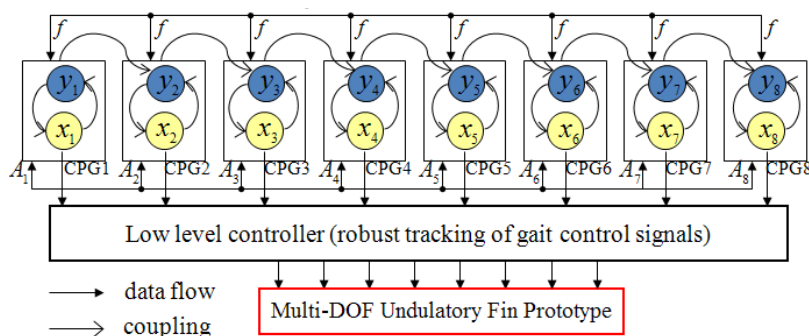 f f f f f f f f
y1 y2 y3 y4 y5 y6 y7 y8
x1 x2 x3 x4 x5 x6 x7 x8
A1 CPG1 A2 CPG2 A3 CPG3 A4 CPG4 A5 CPG5 A6 CPG6 A7 CPG7 A8 CPG8
Low level controller (robust tracking of gait control signals)
data flow
Multi-DOF Undulatory Fin Prototype
coupling